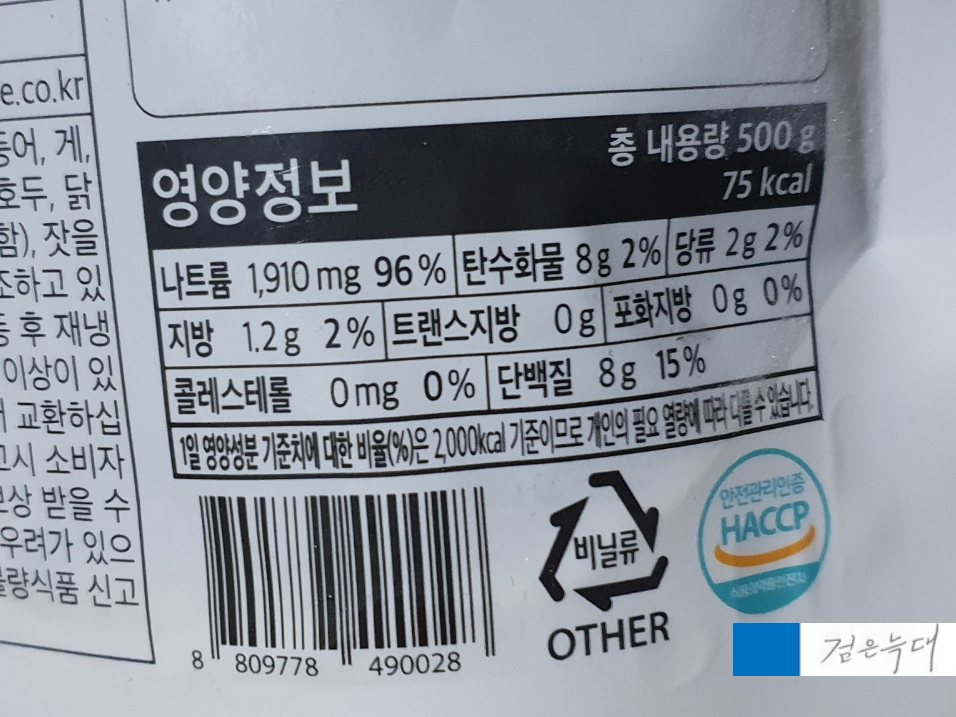 e.co.kr
등어, 게,
호두, 닭
함), 잣을
조하고 있
등 후 재냉
이상이 있
교환하십
고시 소비자
보상 받을 수
우려가 있으
불량식품 신고
영양정보
총 내용량 500 g
75 kcal
나트륨 1,910 mg 96% 탄수화물 8g 2% 당류 2g 2%
지방 1.2g 2% 트랜스지방 0g 포화지방 0g 0%
콜레스테롤 0mg 0% 단백질 8g 15%
1일 영양성분 기준치에 대한 비율(%)은 2,000kcal 기준이므로 개인의 필요 열량에 따라 다를 수 있습니다.
8 809778 490028
비닐류
OTHER
안전관리인증
HACCP
검은늑대